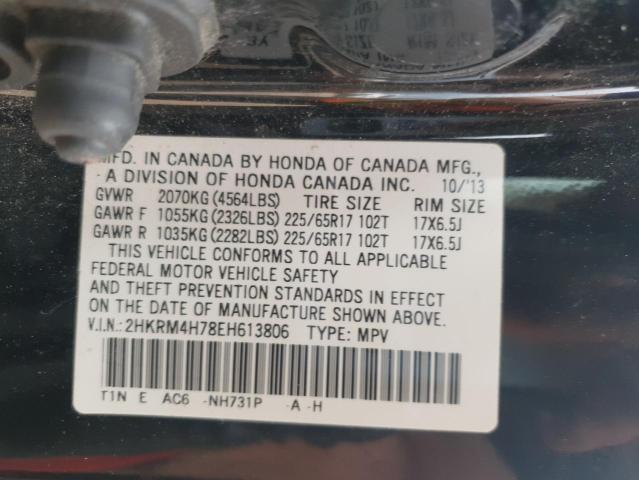 MFD. IN CANADA BY HONDA OF CANADA MFG.,
A DIVISION OF HONDA CANADA INC. 10/'13
GVWR 2070KG (4564LBS) TIRE SIZE RIM SIZE
GAWR F 1055KG (2326LBS) 225/65R17 102T 17X6.5J
GAWR R 1035KG (2282LBS) 225/65R17 102T 17X6.5J
THIS VEHICLE CONFORMS TO ALL APPLICABLE
FEDERAL MOTOR VEHICLE SAFETY
AND THEFT PREVENTION STANDARDS IN EFFECT
ON THE DATE OF MANUFACTURE SHOWN ABOVE.
V.I.N.:2HKRM4H78EH613806 TYPE: MPV
T1N E AC6 -NH731P -A -H